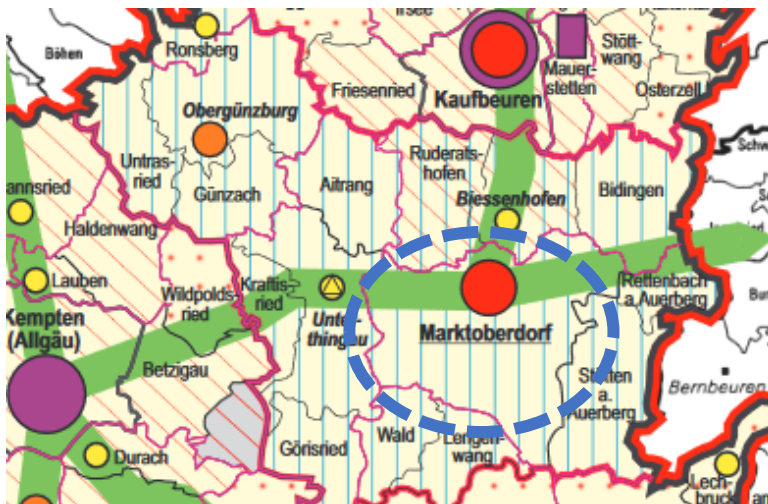 Böhen
Ronsberg
Stött-
wang
Mauer-
stetten
Osterzell
Friesenried
Kaufbeuren
Obergünzburg
Untras-
ried
Günzach
Aitrang
Ruderats-
hofen
Biessenhofen
Bidingen
Haldenwang
Lauben
Wildpolds-
ried
Kraftis-
ried
Unter-
thingau
Rettenbach
a.Auerberg
Kempten
(Allgäu)
Marktoberdorf
Betzigau
Stötten
a.
Auerberg
Bernbeuren
Görisried
Wald
Lengen-
wang
Durach
Lech-
bruck